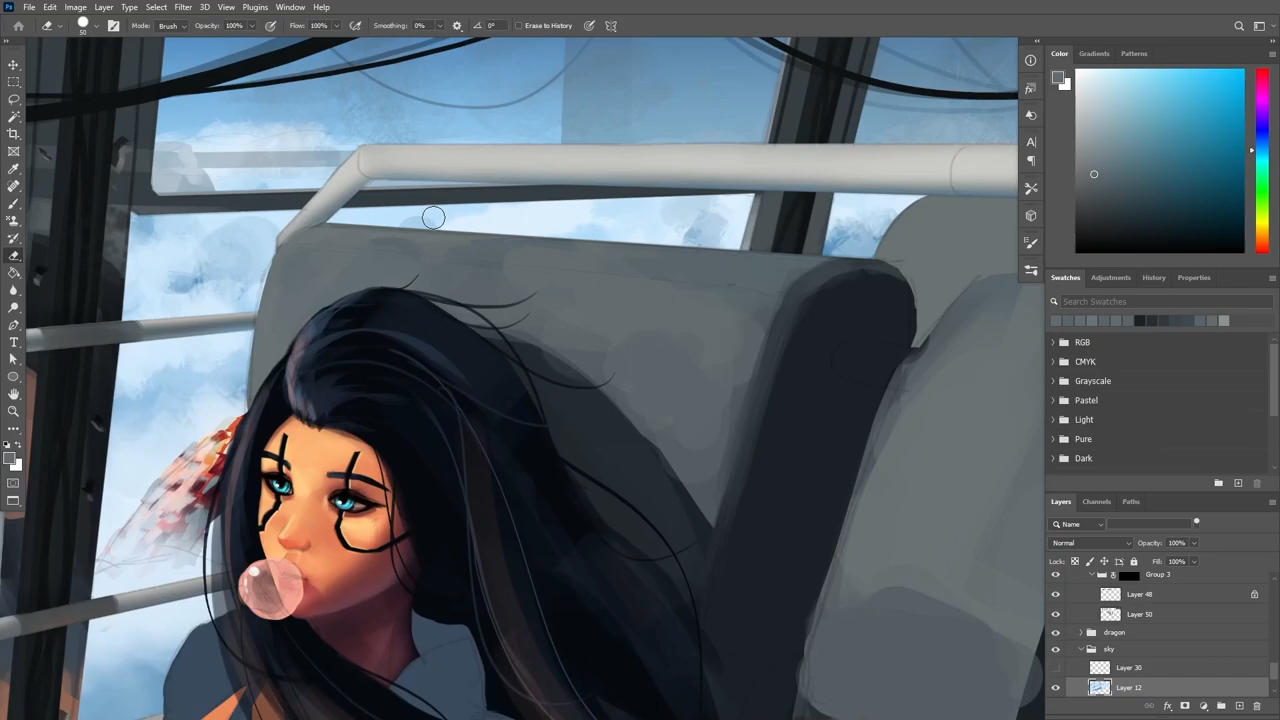 Ps File Edit Image Layer Type Select Filter 3D View Plugins Window Help
50 Mode: Brush Opacity: 100% Flow: 100% Smoothing: 0% 0° Erase to History
Color Gradients Patterns
Swatches Adjustments History Properties
Search Swatches
RGB
CMYK
Grayscale
Pastel
Light
Pure
Dark
Layers Channels Paths
Name
Normal Opacity: 100%
Lock: Fill: 100%
Group 3
Layer 48
Layer 50
dragon
sky
Layer 30
Layer 12